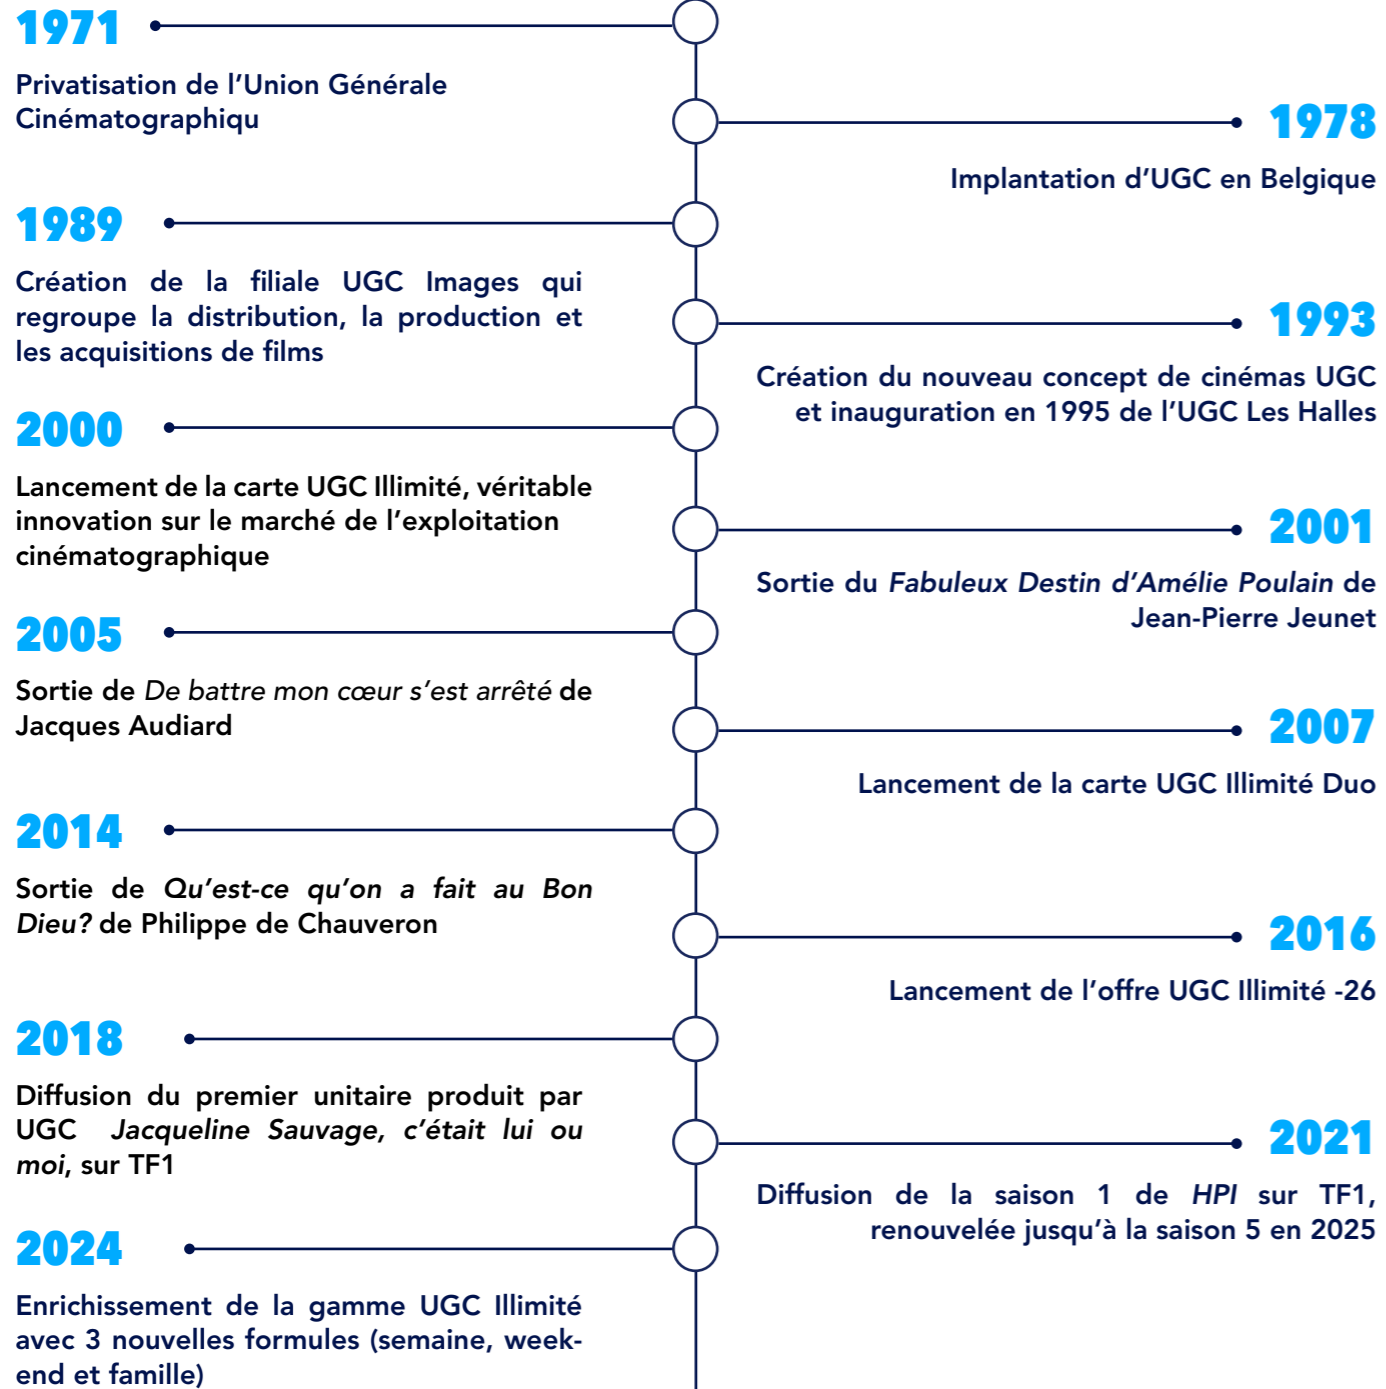 1971
Privatisation de l’Union Générale
Cinématographiqu
1978
Implantation d’UGC en Belgique
1989
Création de la filiale UGC Images qui
regroupe la distribution, la production et
les acquisitions de films
1993
Création du nouveau concept de cinémas UGC
et inauguration en 1995 de l’UGC Les Halles
2000
Lancement de la carte UGC Illimité, véritable
innovation sur le marché de l’exploitation
cinématographique
2001
Sortie du Fabuleux Destin d’Amélie Poulain de
Jean-Pierre Jeunet
2005
Sortie de De battre mon cœur s’est arrêté de
Jacques Audiard
2007
Lancement de la carte UGC Illimité Duo
2014
Sortie de Qu’est-ce qu’on a fait au Bon
Dieu? de Philippe de Chauveron
2016
Lancement de l’offre UGC Illimité -26
2018
Diffusion du premier unitaire produit par
UGC Jacqueline Sauvage, c’était lui ou
moi, sur TF1
2021
Diffusion de la saison 1 de HPI sur TF1,
renouvelée jusqu’à la saison 5 en 2025
2024
Enrichissement de la gamme UGC Illimité
avec 3 nouvelles formules (semaine, week-
end et famille)